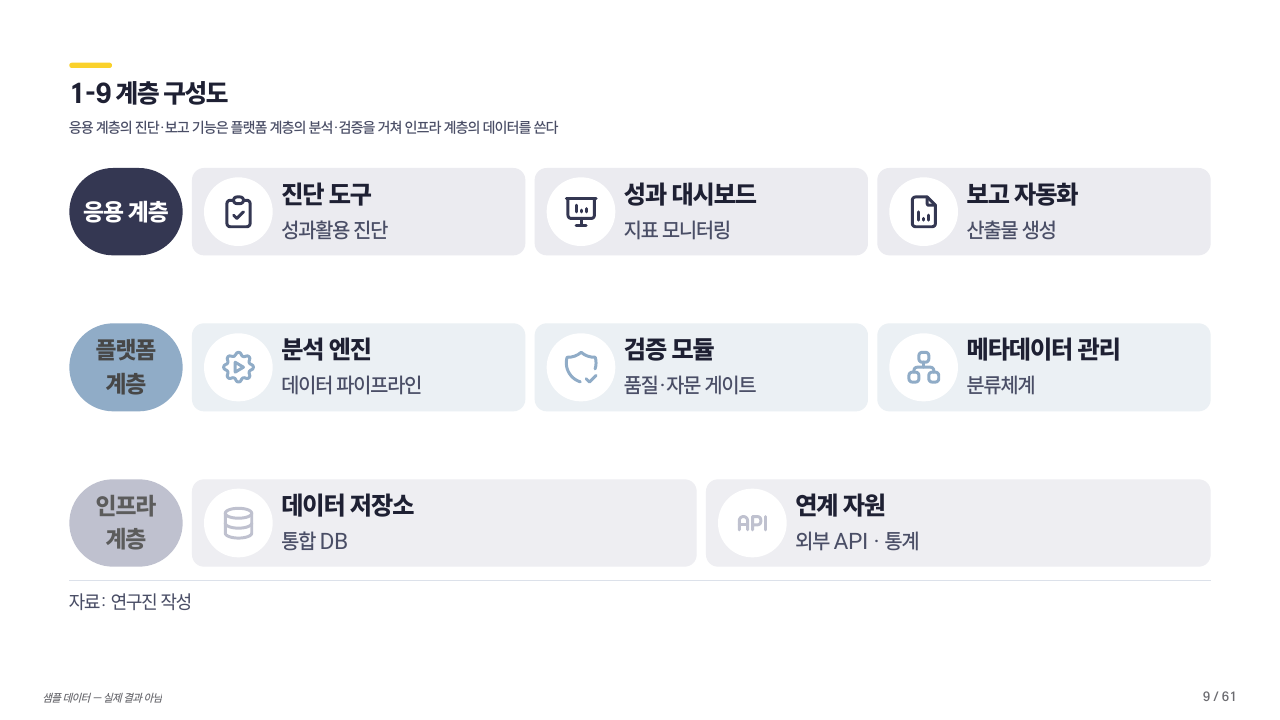 1-9 계층 구성도
응용 계층의 진단·보고 기능은 플랫폼 계층의 분석·검증을 거쳐 인프라 계층의 데이터를 쓴다
응용 계층
진단 도구
성과활용 진단
성과 대시보드
지표 모니터링
보고 자동화
산출물 생성
플랫폼
계층
분석 엔진
데이터 파이프라인
검증 모듈
품질·자문 게이트
메타데이터 관리
분류체계
인프라
계층
데이터 저장소
통합 DB
API
연계 자원
외부 API · 통계
자료: 연구진 작성
샘플 데이터 — 실제 결과 아님
9 / 61